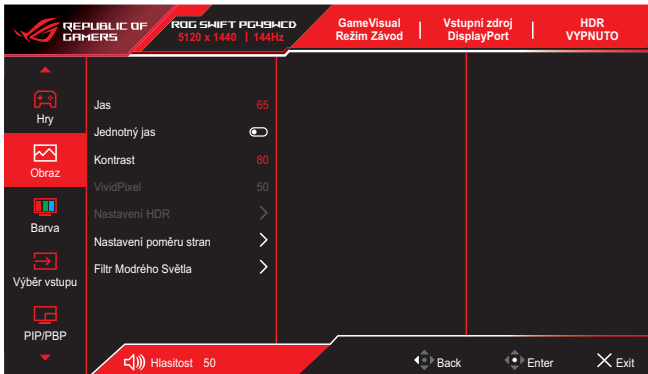 REPUBLIC OF
GAMERS
ROG SWIFT PG49WCD
5120 x 1440 | 144Hz
GameVisual
Režim Závod
Vstupní zdroj
DisplayPort
HDR
VYPNUTO
Hry
Obraz
Barva
Výběr vstupu
PIP/PBP
Jas 65
Jednotný jas
Kontrast 80
VividPixel 50
Nastavení HDR
Nastavení poměru stran
Filtr Modrého Světla
Hlasitost 50
Back
Enter
Exit